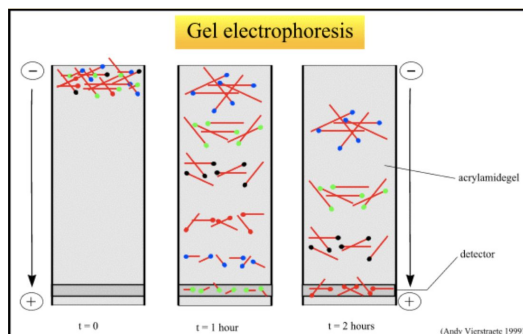 Gel electrophoresis
acrylamidegel
detector
t = 0
t = 1 hour
t = 2 hours
(Andy Vierstraete 1999)